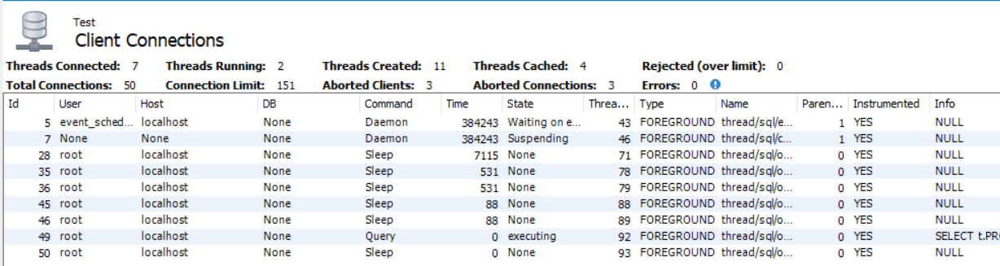 Test
Client Connections
Threads Connected: 7 Threads Running: 2 Threads Created: 11 Threads Cached: 4 Rejected (over limit): 0
Total Connections: 50 Connection Limit: 151 Aborted Clients: 3 Aborted Connections: 3 Errors: 0
Id User Host DB Command Time State Threa... Type Name Paren... Instrumented Info
5 event_sched... localhost None Daemon 384243 Waiting on e... 43 FOREGROUND thread/sql/e... 1 YES NULL
7 None None None Daemon 384243 Suspending 46 FOREGROUND thread/sql/c... 1 YES NULL
28 root localhost None Sleep 7115 None 71 FOREGROUND thread/sql/o... 0 YES NULL
35 root localhost None Sleep 531 None 78 FOREGROUND thread/sql/o... 0 YES NULL
36 root localhost None Sleep 531 None 79 FOREGROUND thread/sql/o... 0 YES NULL
45 root localhost None Sleep 88 None 88 FOREGROUND thread/sql/o... 0 YES NULL
46 root localhost None Sleep 88 None 89 FOREGROUND thread/sql/o... 0 YES NULL
49 root localhost None Query 0 executing 92 FOREGROUND thread/sql/o... 0 YES SELECT t.PRO
50 root localhost None Sleep 0 None 93 FOREGROUND thread/sql/o... 0 YES NULL